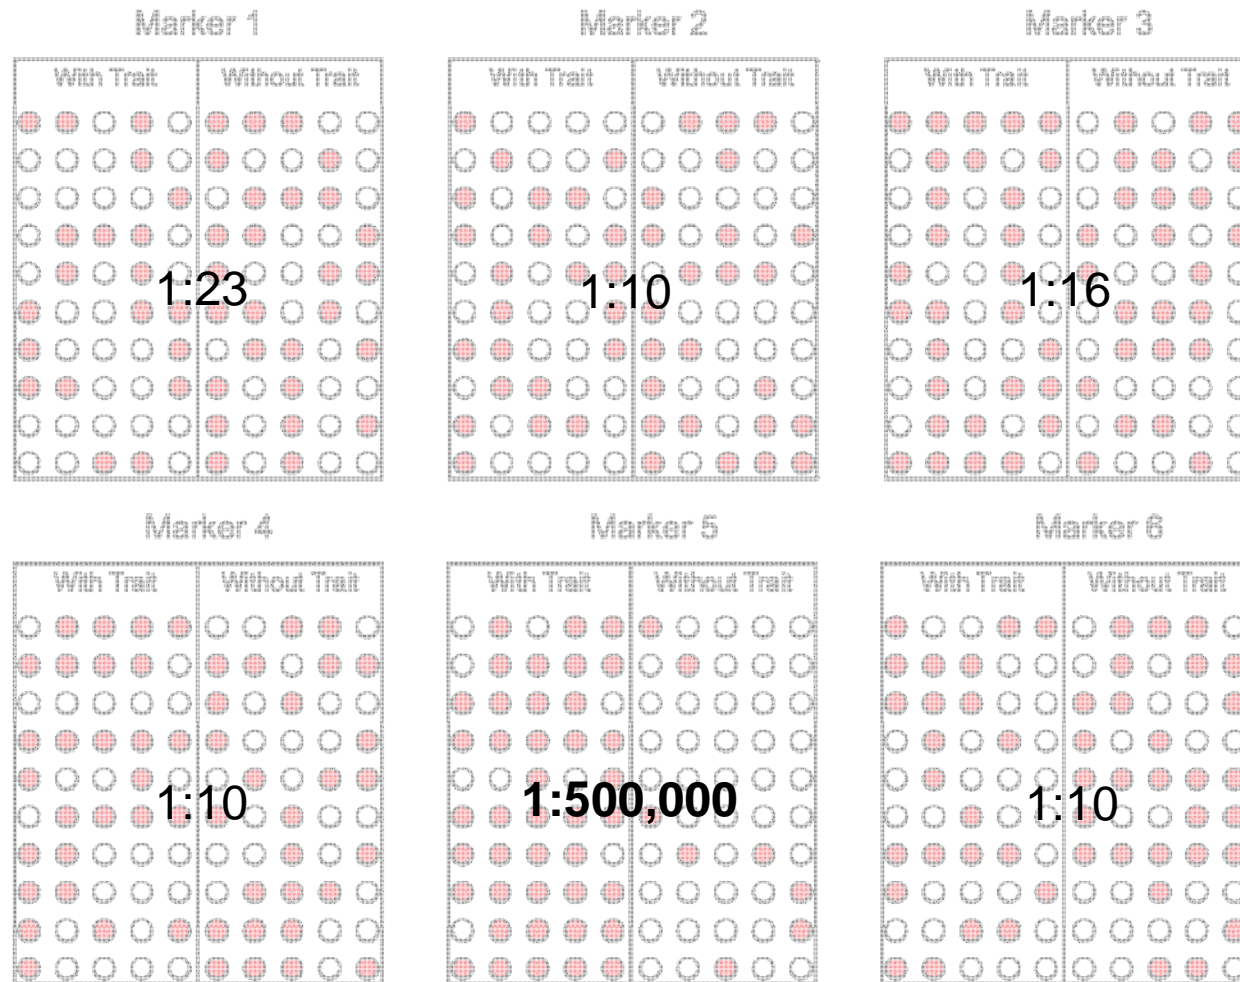 Marker 1 Marker 2 Marker 3
With Trait Without Trait With Trait Without Trait With Trait Without Trait
1:23 1:10 1:16
Marker 4 Marker 5 Marker 6
With Trait Without Trait With Trait Without Trait With Trait Without Trait
1:10 1:500,000 1:10